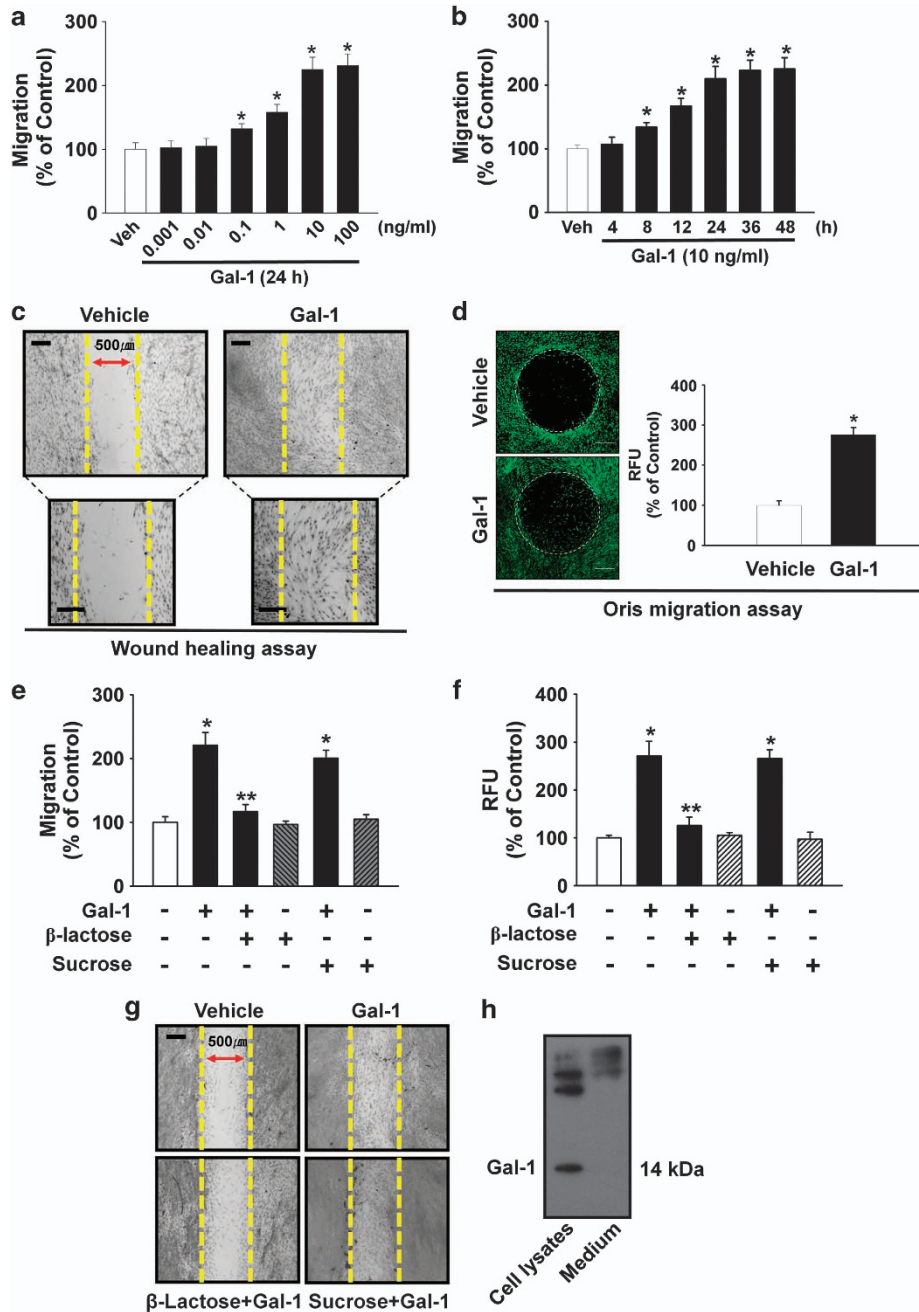 a
300
200
100
0
Migration
(% of Control)
* * * *
Veh 0.001 0.01 0.1 1 10 100 (ng/ml)
Gal-1 (24 h)
b
300
200
100
0
Migration
(% of Control)
* * * * *
Veh 4 8 12 24 36 48 (h)
Gal-1 (10 ng/ml)
c
Vehicle Gal-1
500㎛
Wound healing assay
d
Vehicle
Gal-1
400
300
200
100
0
RFU
(% of Control)
*
Vehicle Gal-1
Oris migration assay
e
300
200
100
0
Migration
(% of Control)
* ** *
Gal-1 - + + - + -
β-lactose - - + + - -
Sucrose - - - - + +
f
400
300
200
100
0
RFU
(% of Control)
* ** *
Gal-1 - + + - + -
β-lactose - - + + - -
Sucrose - - - - + +
g
Vehicle Gal-1
500㎛
β-Lactose+Gal-1 Sucrose+Gal-1
h
Gal-1 14 kDa
Cell lysates Medium